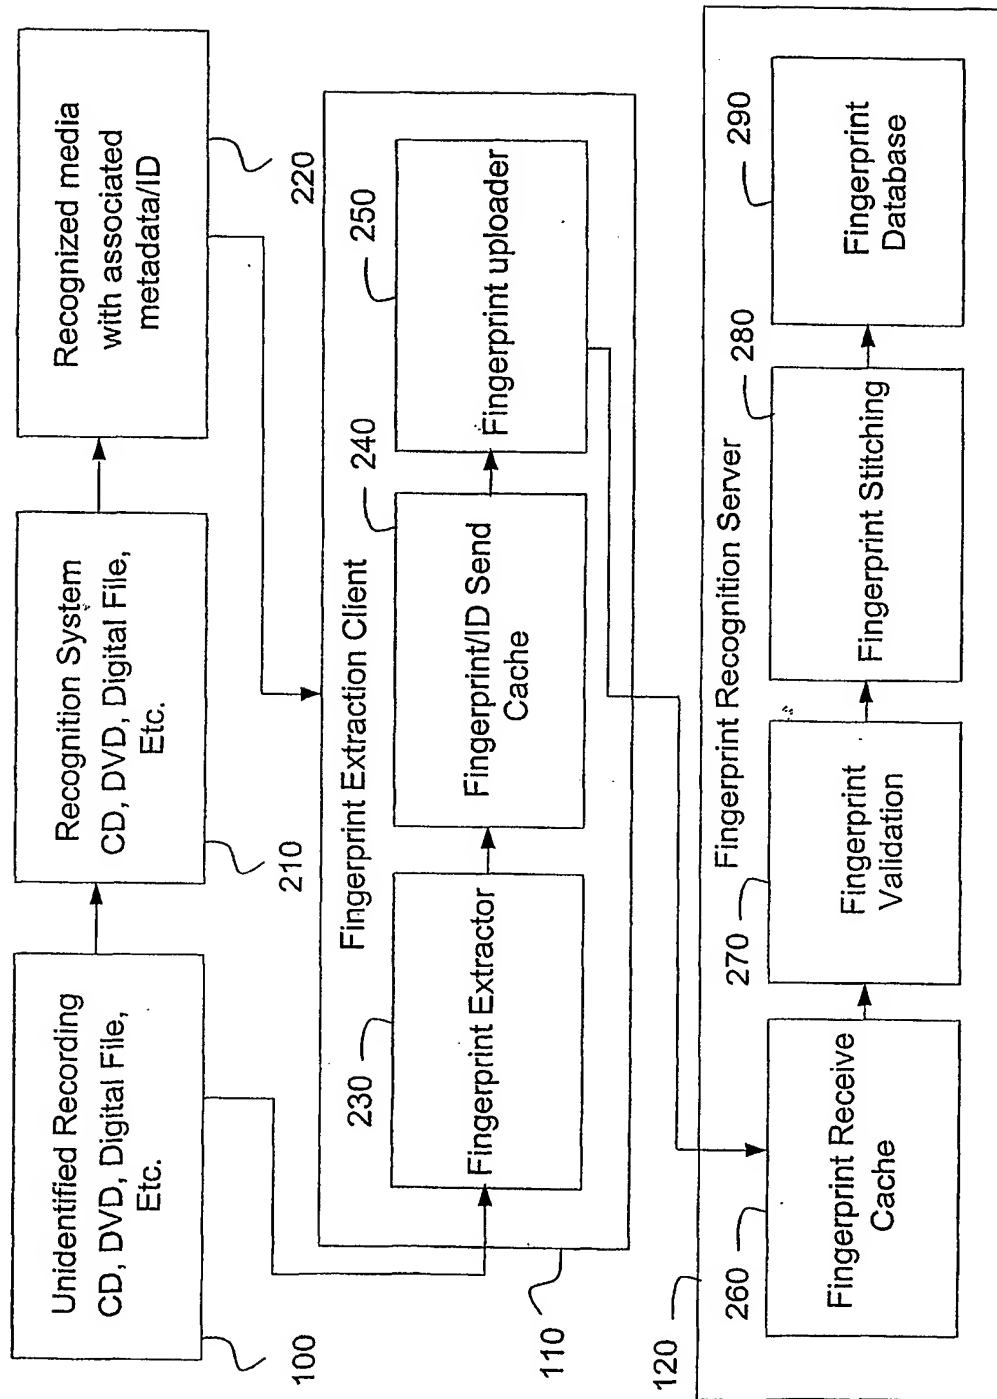 Unidentified Recording
CD, DVD, Digital File,
Etc.
100
Recognition System
CD, DVD, Digital File,
Etc.
210
Recognized media
with associated
metadata/ID
220
Fingerprint Extraction Client
110
230
Fingerprint Extractor
240
Fingerprint/ID Send
Cache
250
Fingerprint uploader
Fingerprint Recognition Server
120
260
Fingerprint Receive
Cache
270
Fingerprint
Validation
280
Fingerprint Stitching
290
Fingerprint
Database